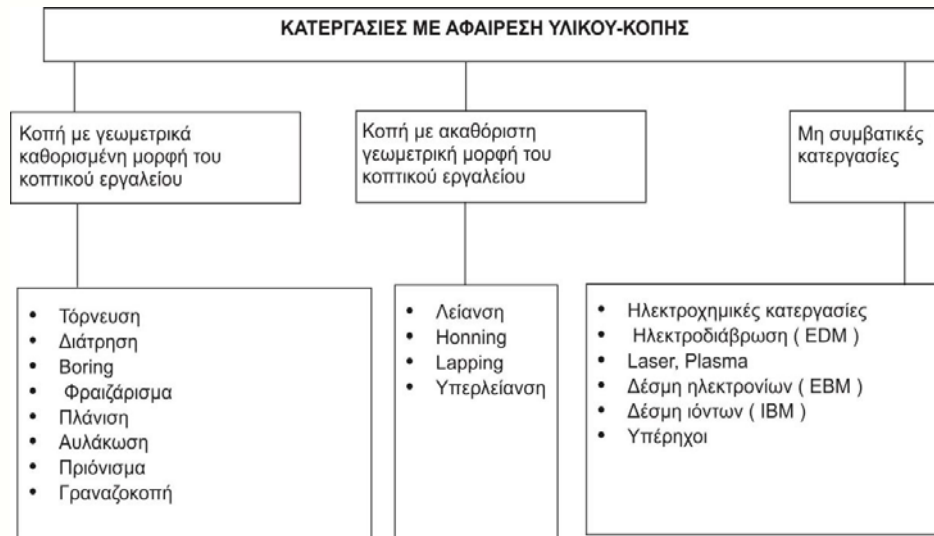 ΚΑΤΕΡΓΑΣΙΕΣ ΜΕ ΑΦΑΙΡΕΣΗ ΥΛΙΚΟΥ-ΚΟΠΗΣ
Κοπή με γεωμετρικά
καθορισμένη μορφή του
κοπτικού εργαλείου
Κοπή με ακαθόριστη
γεωμετρική μορφή του
κοπτικού εργαλείου
Μη συμβατικές
κατεργασίες
• Τόρνευση
• Διάτρηση
• Boring
• Φραιζάρισμα
• Πλάνιση
• Αυλάκωση
• Πριόνισμα
• Γραναζοκοπή
• Λείανση
• Honning
• Lapping
• Υπερλείανση
• Ηλεκτροχημικές κατεργασίες
• Ηλεκτροδιάβρωση ( EDM )
• Laser, Plasma
• Δέσμη ηλεκτρονίων ( EBM )
• Δέσμη ιόντων ( IBM )
• Υπέρηχοι